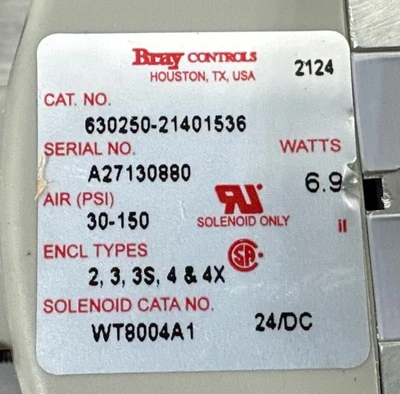 Bray CONTROLS
HOUSTON, TX, USA
2124
CAT. NO.
630250-21401536
SERIAL NO.
WATTS
A27130880
6.9
AIR (PSI)
30-150
SOLENOID ONLY
ENCL TYPES
2, 3, 3S, 4 & 4X
SOLENOID CATA NO.
WT8004A1
24/DC